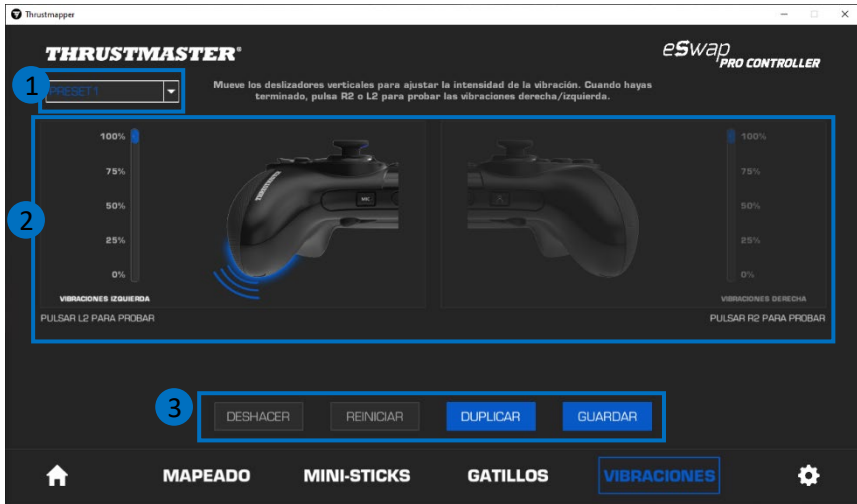 Thrustmapper
THRUSTMASTER®
eSwap
PRO CONTROLLER
1
PRESET 1
Mueve los deslizadores verticales para ajustar la intensidad de la vibración. Cuando hayas
terminado, pulsa R2 o L2 para probar las vibraciones derecha/izquierda.
2
100%
75%
50%
25%
0%
VIBRACIONES IZQUIERDA
PULSAR L2 PARA PROBAR
THRUSTMASTER
MK
100%
75%
50%
25%
0%
VIBRACIONES DERECHA
PULSAR R2 PARA PROBAR
3
DESHACER
REINICIAR
DUPLICAR
GUARDAR
MAPEADO
MINI-STICKS
GATILLOS
VIBRACIONES